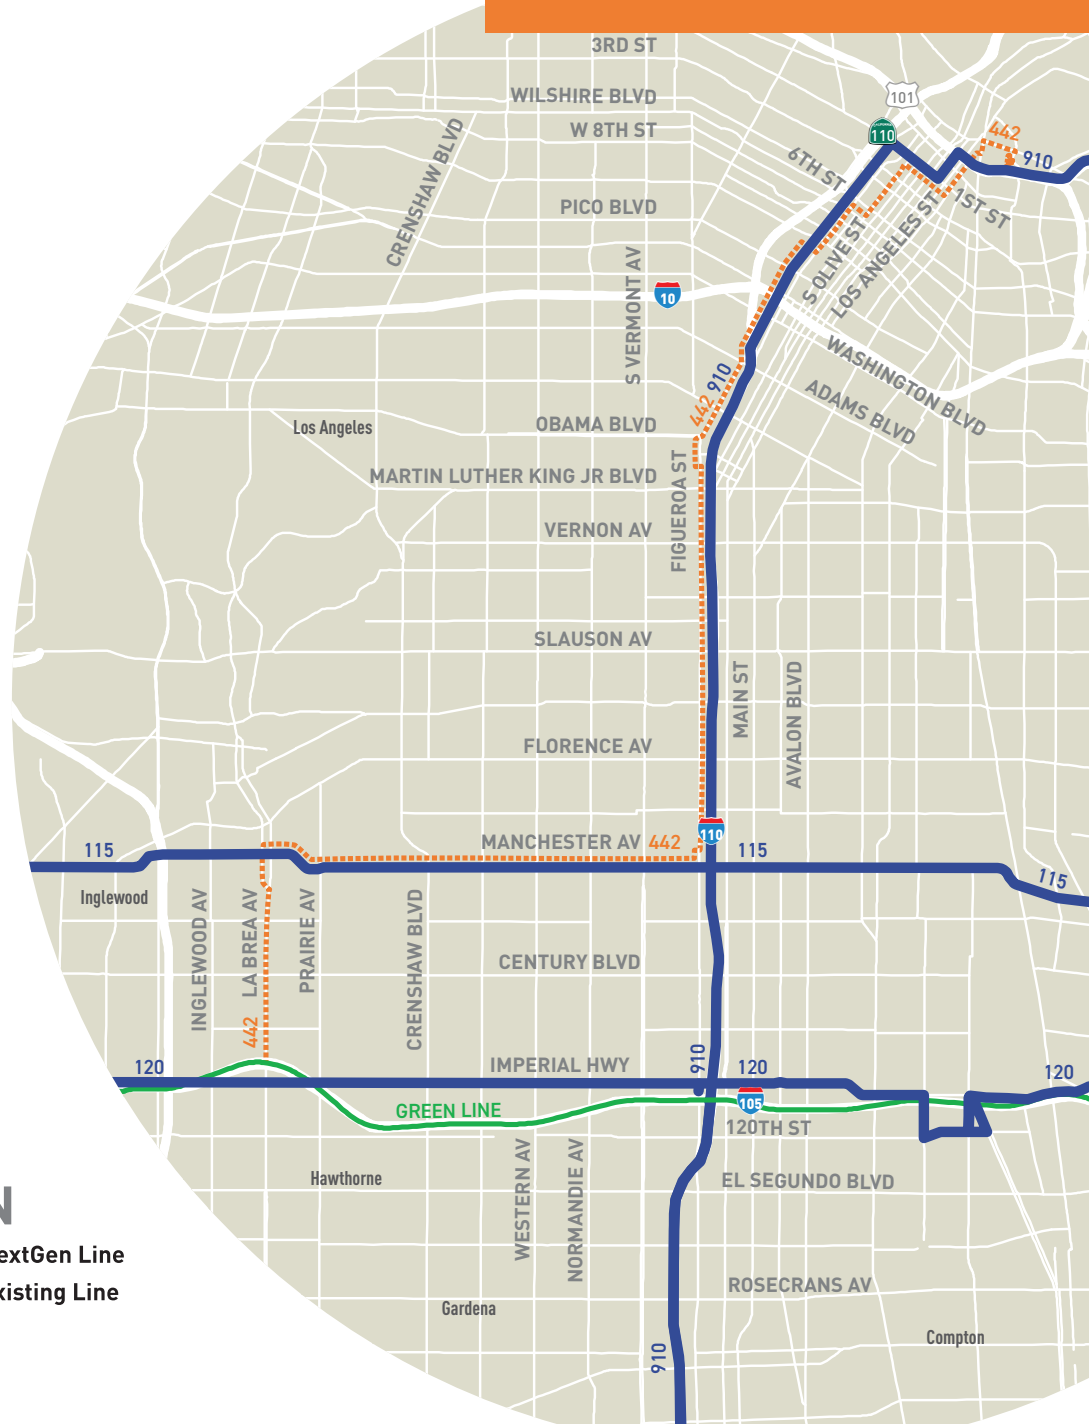 3RD ST
WILSHIRE BLVD
101
W 8TH ST
110
442
910
CRENSHAW BLVD
6TH ST
PICO BLVD
1ST ST
S OLIVE ST
LOS ANGELES ST
S VERMONT AV
10
WASHINGTON BLVD
910
442
ADAMS BLVD
Los Angeles
OBAMA BLVD
MARTIN LUTHER KING JR BLVD
FIGUEROA ST
VERNON AV
SLAUSON AV
MAIN ST
AVALON BLVD
FLORENCE AV
110
MANCHESTER AV 442
115
115
115
Inglewood
INGLEWOOD AV
LA BREA AV
PRAIRIE AV
CRENSHAW BLVD
CENTURY BLVD
442
910
IMPERIAL HWY
120
120
120
105
GREEN LINE
120TH ST
WESTERN AV
NORMANDIE AV
Hawthorne
EL SEGUNDO BLVD
N
extGen Line
xisting Line
ROSECRANS AV
Gardena
Compton
910